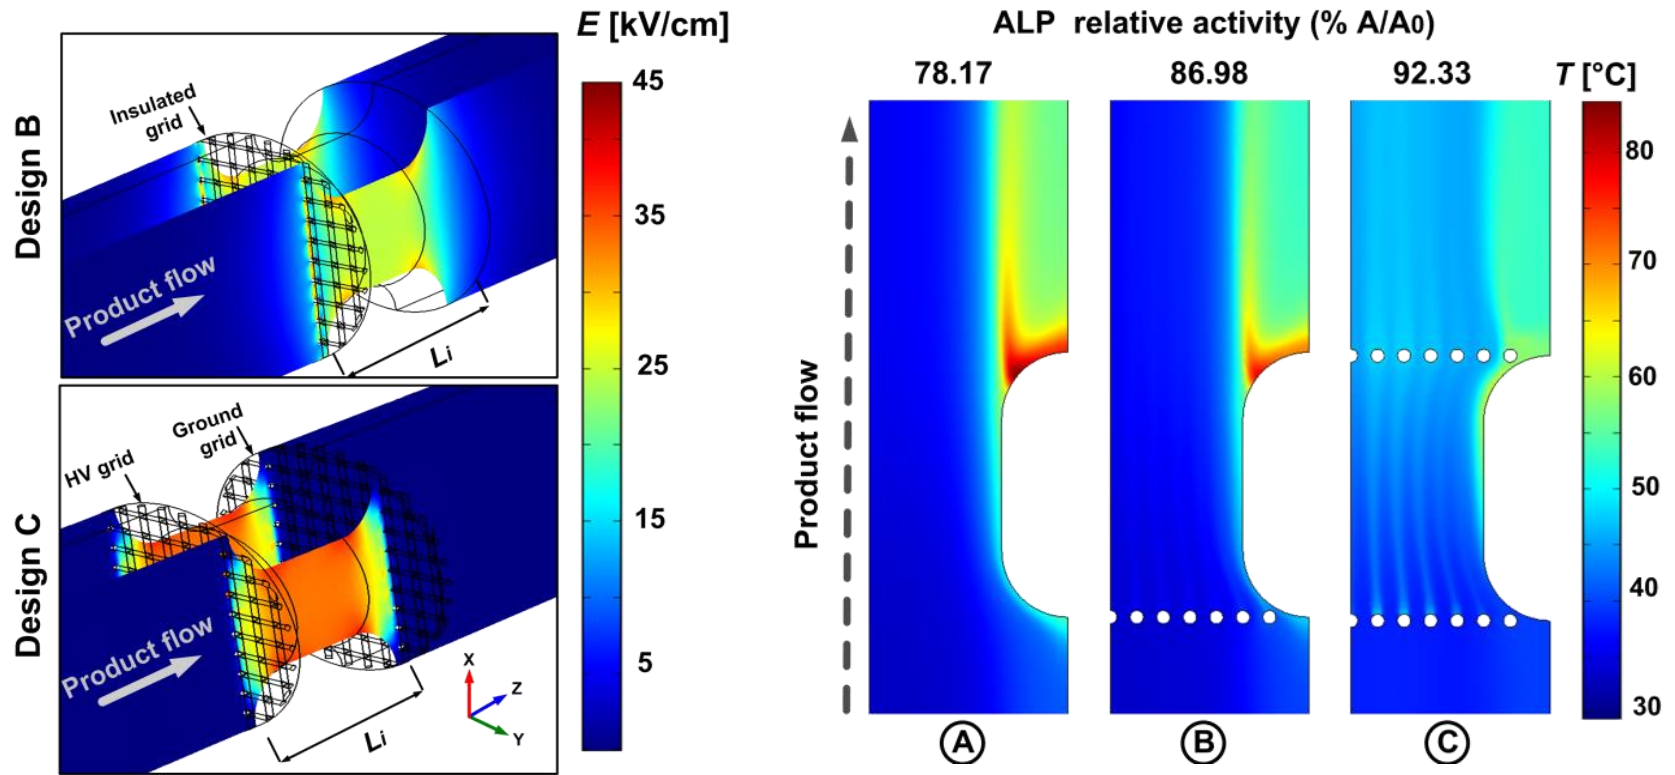 E [kV/cm]
Design B
Insulated
grid
Product flow
Li
45
35
25
15
5
Design C
HV grid
Ground
grid
Product flow
Li
X
Z
Y
ALP relative activity (% A/A0)
78.17
86.98
92.33
T [°C]
Product flow
80
70
60
50
40
30
A
B
C